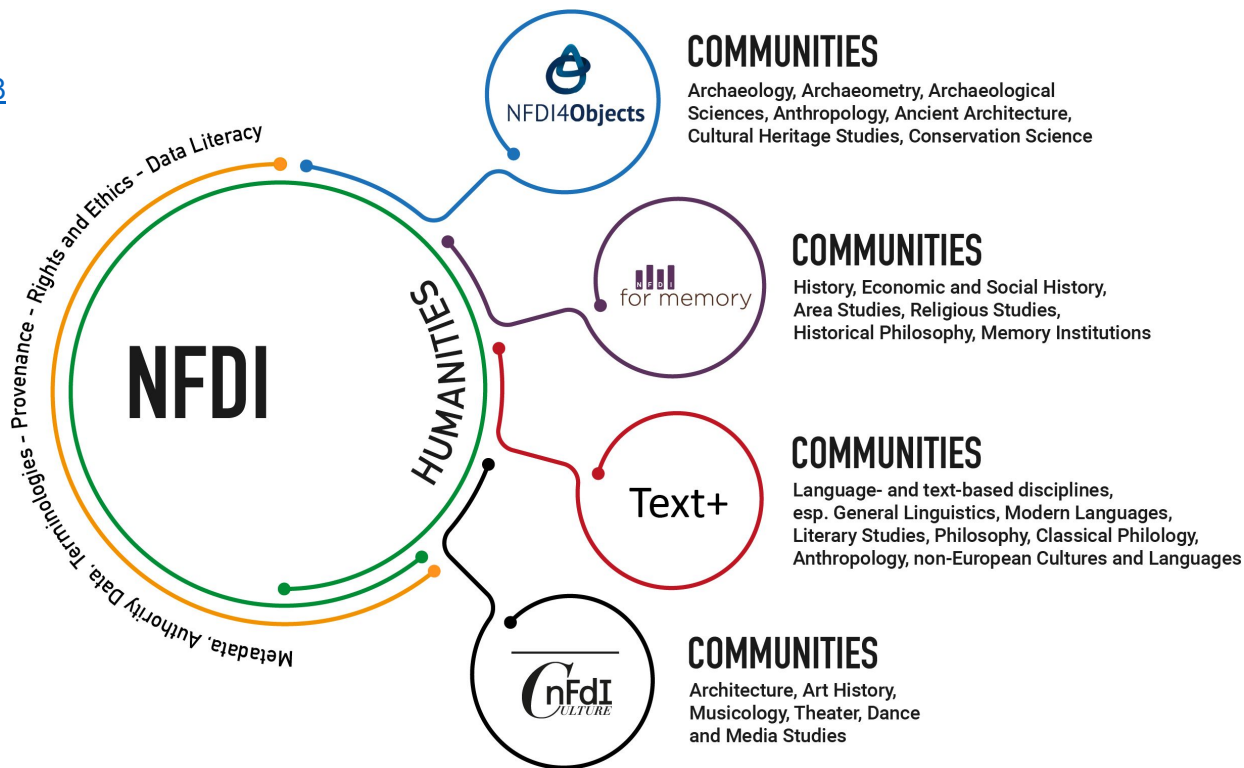 3
Metadata, Authority Data, Terminologies - Provenance - Rights and Ethics - Data Literacy
NFDI
HUMANITIES
NFDI4Objects
COMMUNITIES
Archaeology, Archaeometry, Archaeological
Sciences, Anthropology, Ancient Architecture,
Cultural Heritage Studies, Conservation Science
NFDI
for memory
COMMUNITIES
History, Economic and Social History,
Area Studies, Religious Studies,
Historical Philosophy, Memory Institutions
Text+
COMMUNITIES
Language- and text-based disciplines,
esp. General Linguistics, Modern Languages,
Literary Studies, Philosophy, Classical Philology,
Anthropology, non-European Cultures and Languages
nFdI
CULTURE
COMMUNITIES
Architecture, Art History,
Musicology, Theater, Dance
and Media Studies